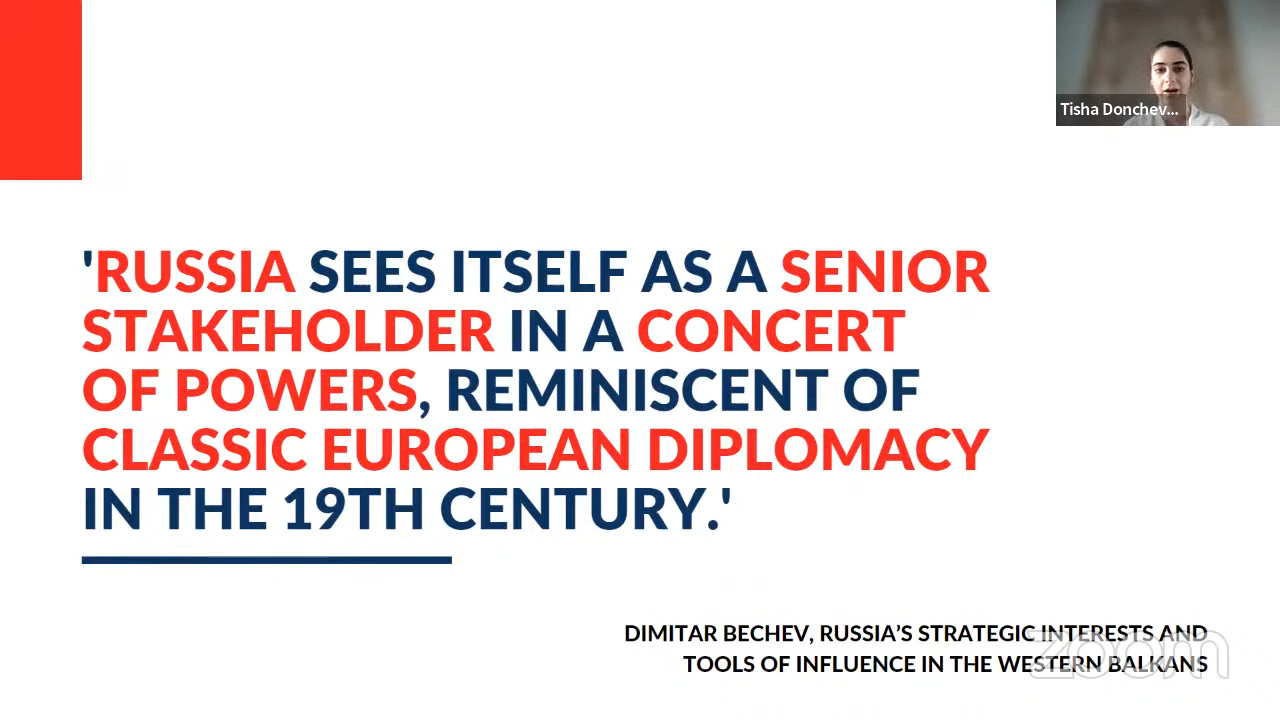 Tisha Donchev...
'RUSSIA SEES ITSELF AS A SENIOR
STAKEHOLDER IN A CONCERT
OF POWERS, REMINISCENT OF
CLASSIC EUROPEAN DIPLOMACY
IN THE 19TH CENTURY.'
DIMITAR BECHEV, RUSSIA’S STRATEGIC INTERESTS AND
TOOLS OF INFLUENCE IN THE WESTERN BALKANS
zoom